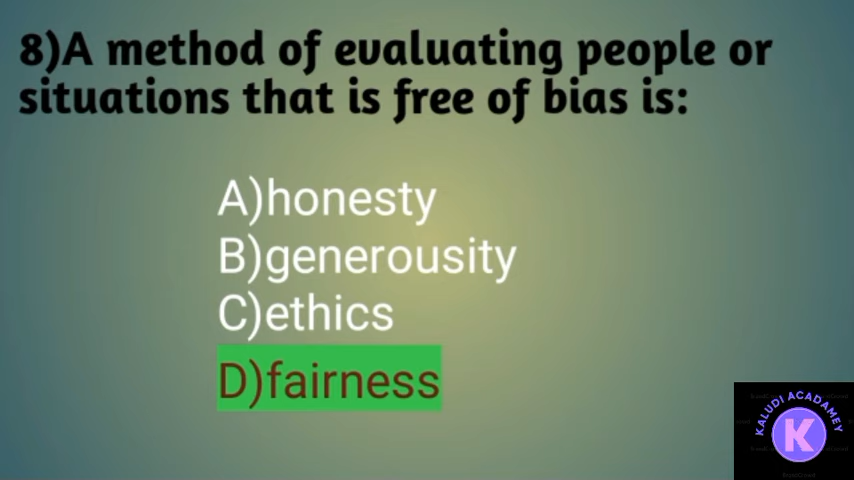 8)A method of evaluating people or
situations that is free of bias is:
A)honesty
B)generousity
C)ethics
D)fairness
KALUDI ACADAMEY
K